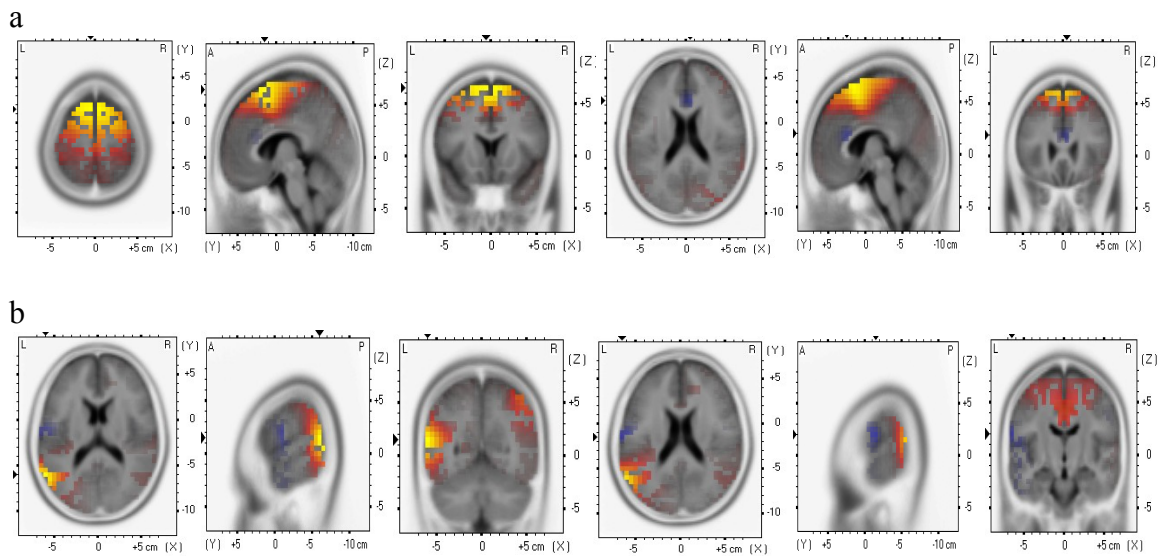 a
L R (Y) A P (Z) L R (Z) L R (Y) A P (Z) L R (Z)
+5 +5 +5 +5 +5 +5
0 0 0 0 0 0
-5 -5 -5 -5 -5 -5
-10 -10
-5 0 +5 cm (X) (Y) +5 0 -5 -10 cm -5 0 +5 cm (X) -5 0 +5 cm (X) (Y) +5 0 -5 -10 cm -5 0 +5 cm (X)
b
L R (Y) A P (Z) L R (Z) L R (Y) A P (Z) L R (Z)
+5 +5 +5 +5 +5 +5
0 0 0 0 0 0
-5 -5 -5 -5 -5 -5
-10 -10
-5 0 +5 cm (X) (Y) +5 0 -5 -10 cm -5 0 +5 cm (X) -5 0 +5 cm (X) (Y) +5 0 -5 -10 cm -5 0 +5 cm (X)